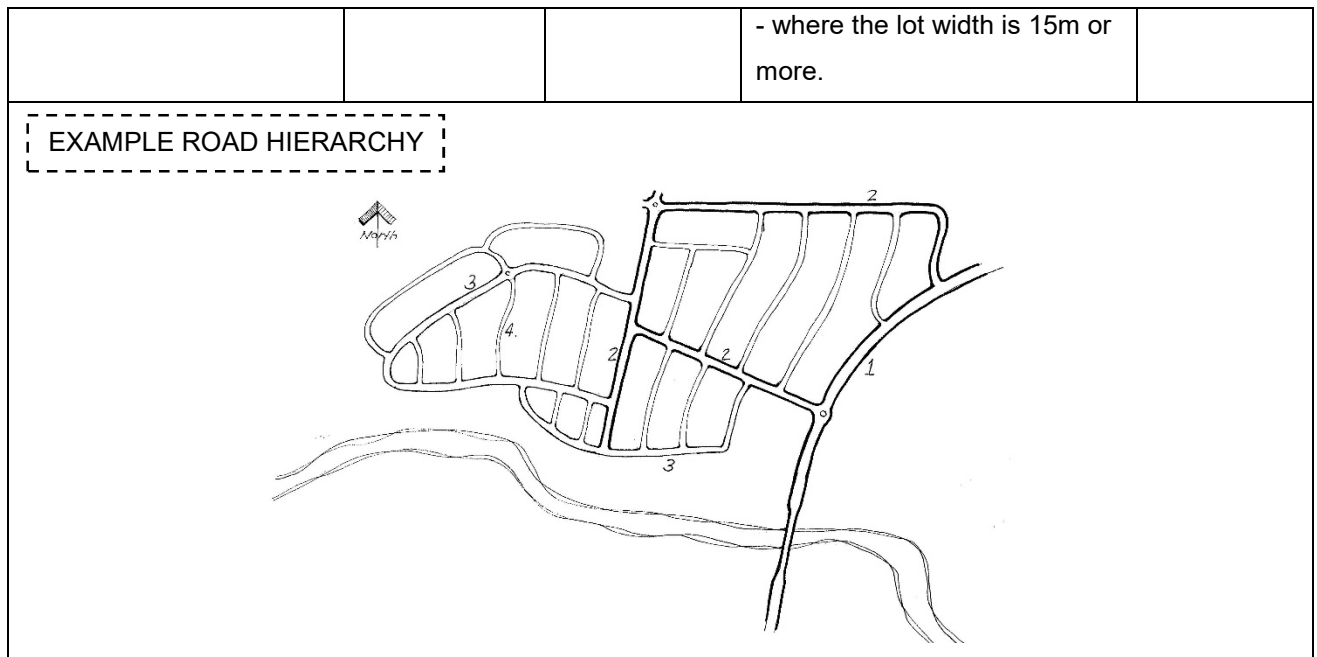 - where the lot width is 15m or
more.
EXAMPLE ROAD HIERARCHY
2
North
3
4.
2
2
1
3